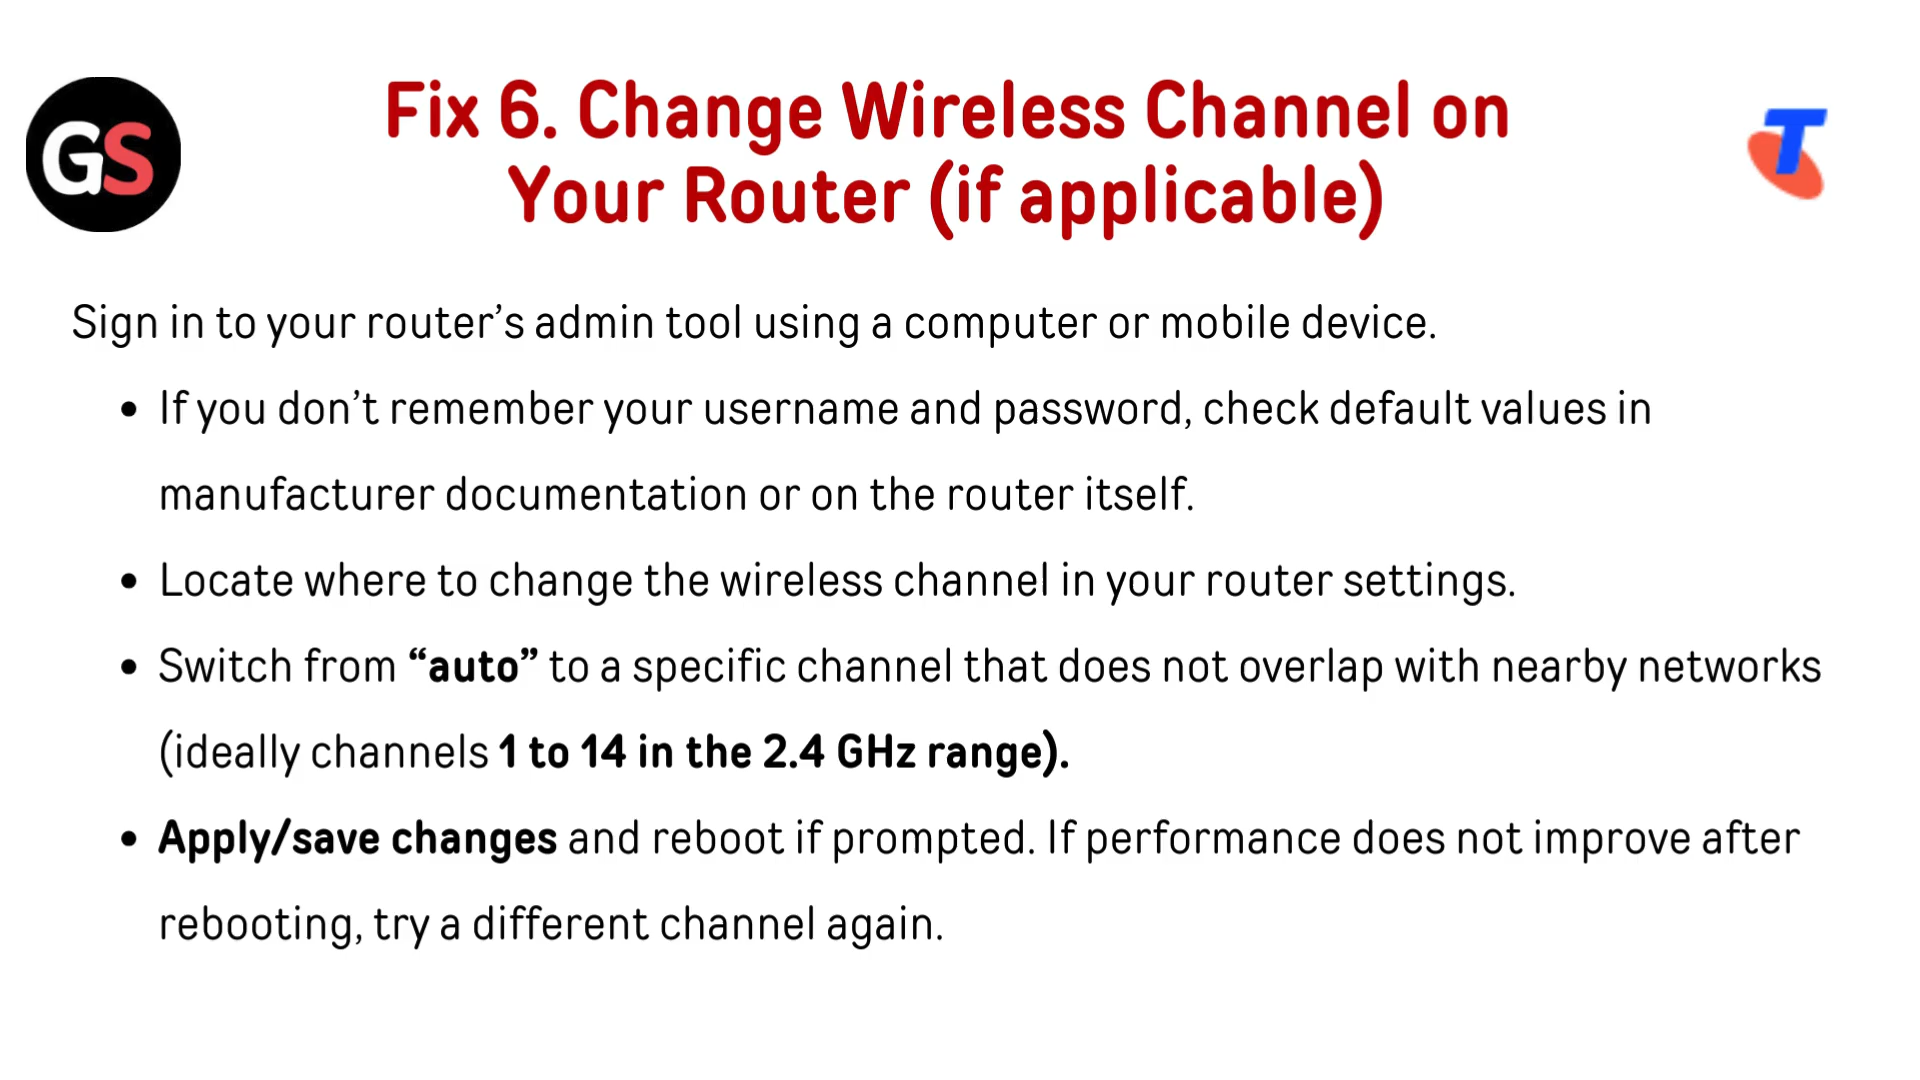 GS
Fix 6. Change Wireless Channel on
Your Router (if applicable)
T
Sign in to your router’s admin tool using a computer or mobile device.
• If you don’t remember your username and password, check default values in
manufacturer documentation or on the router itself.
• Locate where to change the wireless channel in your router settings.
• Switch from “auto” to a specific channel that does not overlap with nearby networks
(ideally channels 1 to 14 in the 2.4 GHz range).
• Apply/save changes and reboot if prompted. If performance does not improve after
rebooting, try a different channel again.